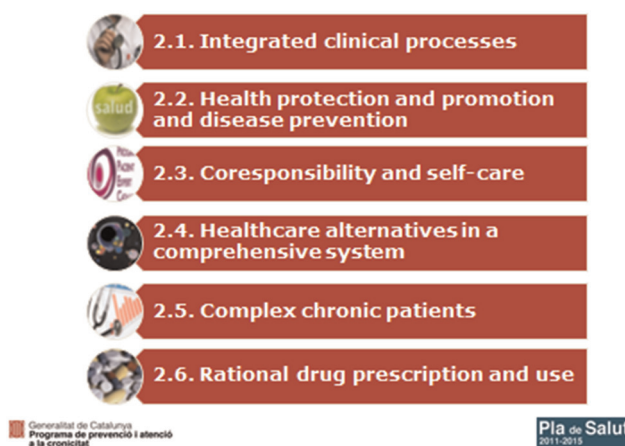 2.1. Integrated clinical processes
salud
2.2. Health protection and promotion
and disease prevention
2.3. Coresponsibility and self-care
2.4. Healthcare alternatives in a
comprehensive system
2.5. Complex chronic patients
2.6. Rational drug prescription and use
Generalitat de Catalunya
Programa de prevenció i atenció
a la cronicitat
Pla de Salut
2011-2015